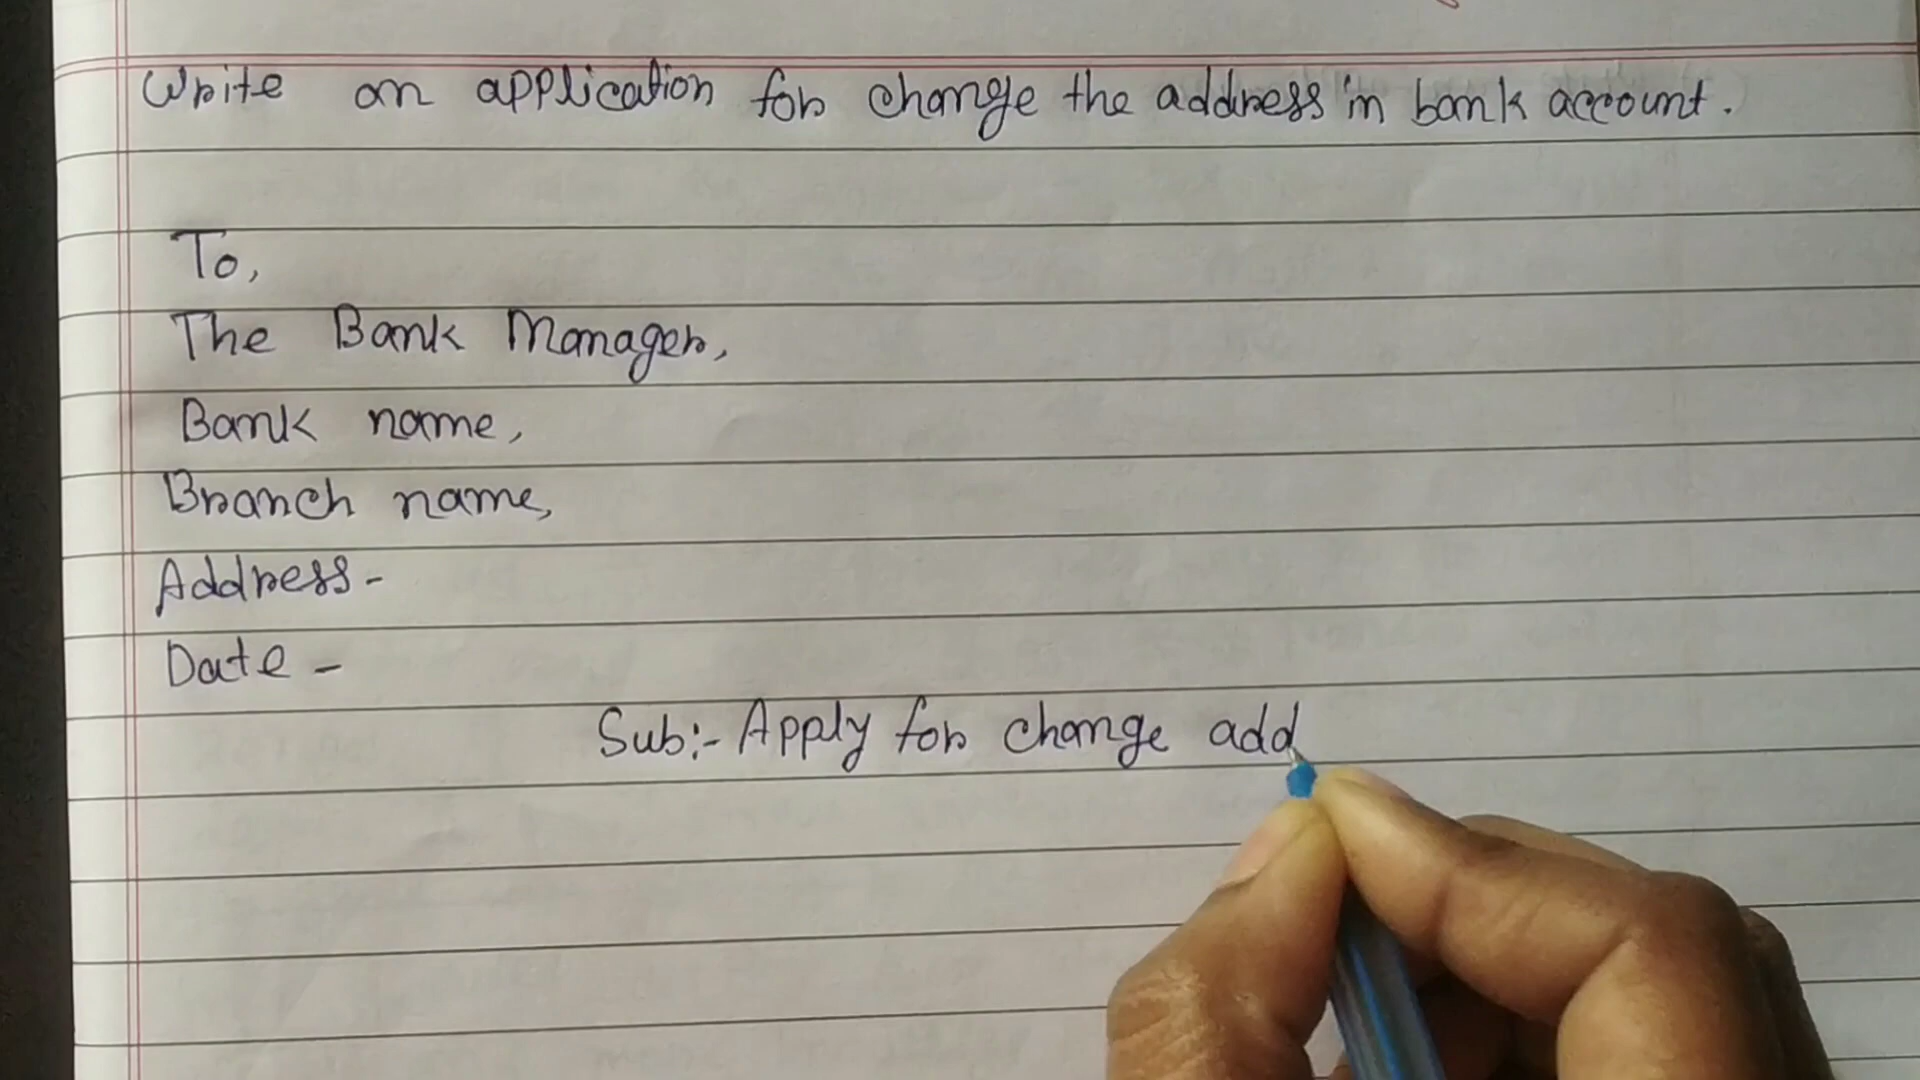 Write an application for change the address in bank account.
To,
The Bank Manager,
Bank name,
Branch name,
Address -
Date -
Sub:- Apply for change add